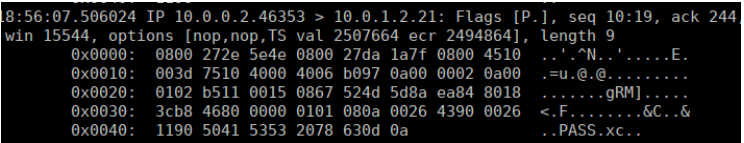 18:56:07.506024 IP 10.0.0.2.46353 > 10.0.1.2.21: Flags [P.], seq 10:19, ack 244,
win 15544, options [nop,nop,TS val 2507664 ecr 2494864], length 9
0x0000: 0800 272e 5e4e 0800 27da 1a7f 0800 4510 ..'.^N..'.....E.
0x0010: 003d 7510 4000 4006 b097 0a00 0002 0a00 .=u.@.@.........
0x0020: 0102 b511 0015 0867 524d 5d8a ea84 8018 .......gRM].....
0x0030: 3cb8 4680 0000 0101 080a 0026 4390 0026 <.F........&C..&
0x0040: 1190 5041 5353 2078 630d 0a ..PASS.xc..